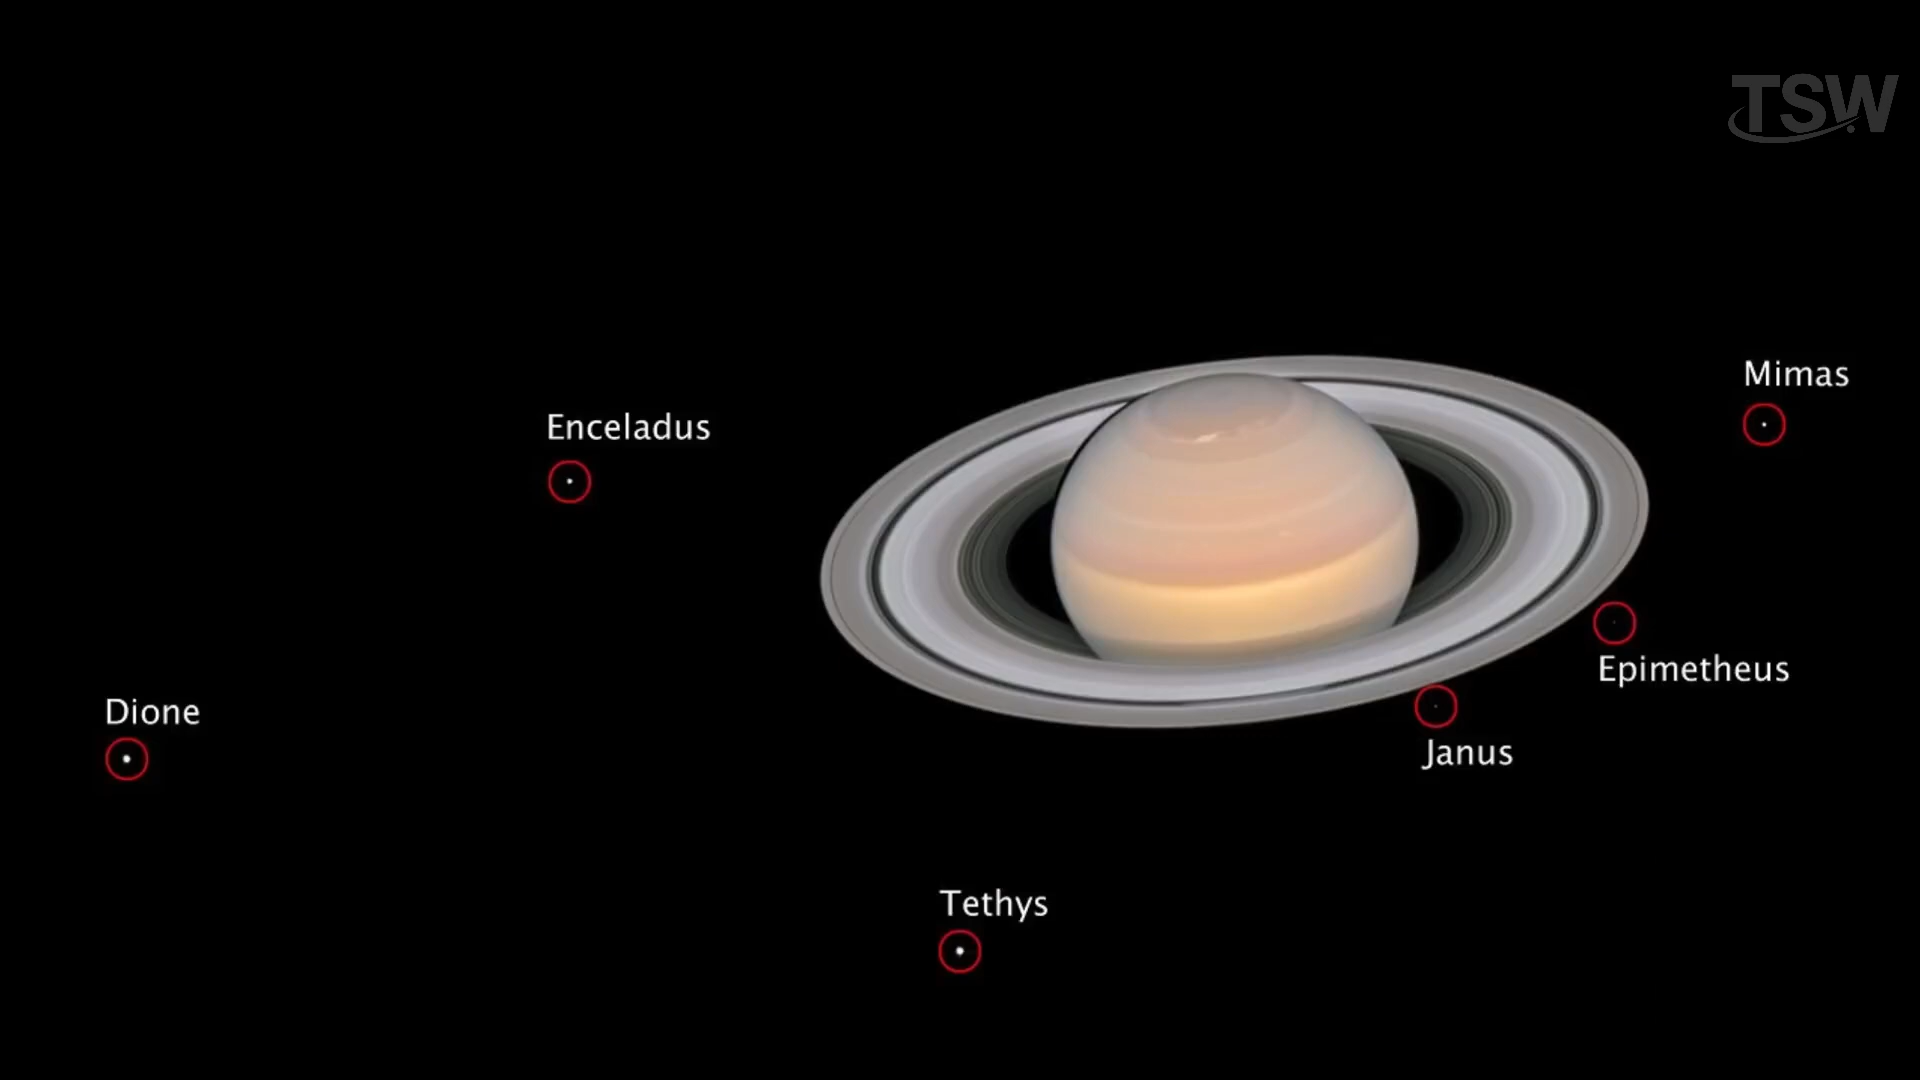 TSW
Mimas
Enceladus
Epimetheus
Dione
Janus
Tethys